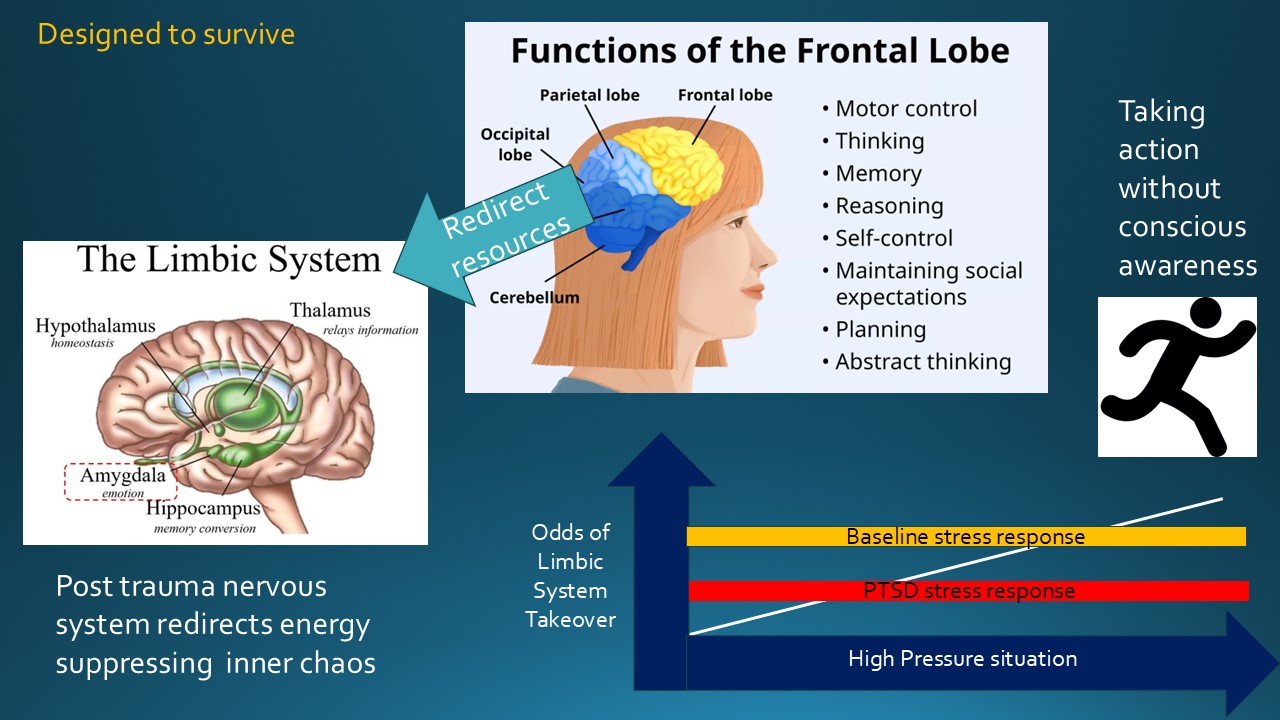 Designed to survive
Functions of the Frontal Lobe
Parietal lobe
Frontal lobe
Occipital
lobe
Cerebellum
• Motor control
• Thinking
• Memory
• Reasoning
• Self-control
• Maintaining social
expectations
• Planning
• Abstract thinking
Taking
action
without
conscious
awareness
Redirect
resources
The Limbic System
Hypothalamus
homeostasis
Thalamus
relays information
Amygdala
emotion
Hippocampus
memory conversion
Post trauma nervous
system redirects energy
suppressing  inner chaos
Odds of
Limbic
System
Takeover
Baseline stress response
PTSD stress response
High Pressure situation